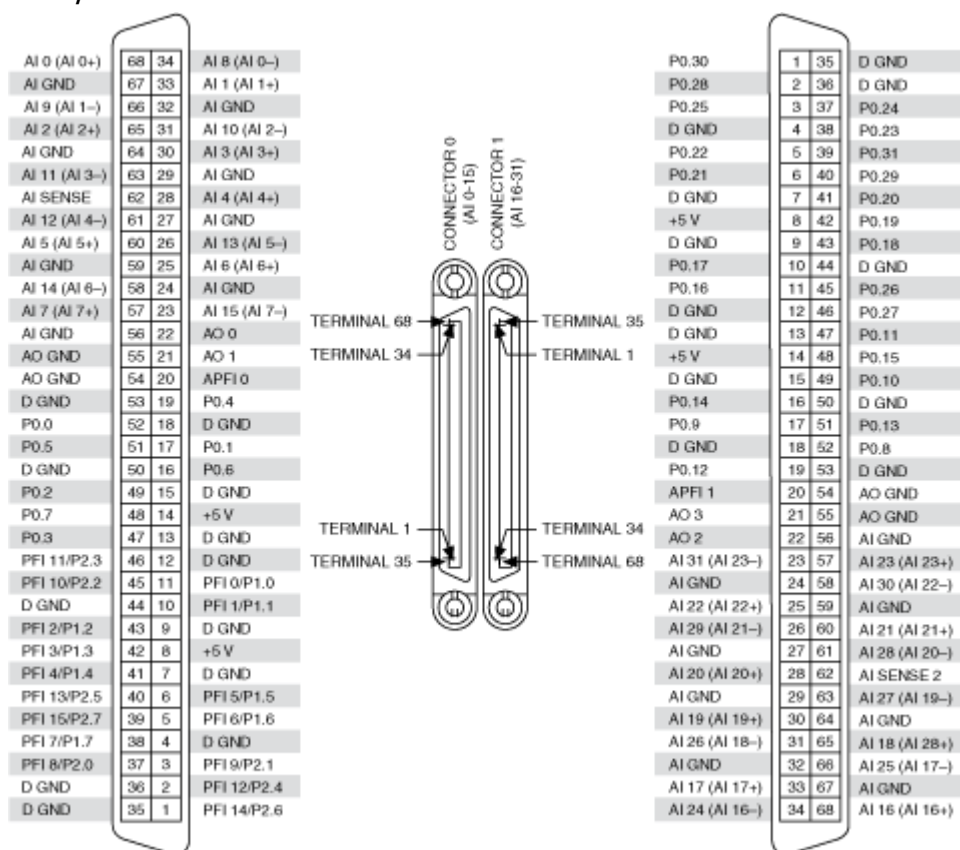 AI 0 (AI 0+) 68 34 AI 8 (AI 0–)
AI GND 67 33 AI 1 (AI 1+)
AI 9 (AI 1–) 66 32 AI GND
AI 2 (AI 2+) 65 31 AI 10 (AI 2–)
AI GND 64 30 AI 3 (AI 3+)
AI 11 (AI 3–) 63 29 AI GND
AI SENSE 62 28 AI 4 (AI 4+)
AI 12 (AI 4–) 61 27 AI GND
AI 5 (AI 5+) 60 26 AI 13 (AI 5–)
AI GND 59 25 AI 6 (AI 6+)
AI 14 (AI 6–) 58 24 AI GND
AI 7 (AI 7+) 57 23 AI 15 (AI 7–)
AI GND 56 22 AO 0
AO GND 55 21 AO 1
AO GND 54 20 APFI 0
D GND 53 19 P0.4
P0.0 52 18 D GND
P0.5 51 17 P0.1
D GND 50 16 P0.6
P0.2 49 15 D GND
P0.7 48 14 +5 V
P0.3 47 13 D GND
PFI 11/P2.3 46 12 D GND
PFI 10/P2.2 45 11 PFI 0/P1.0
D GND 44 10 PFI 1/P1.1
PFI 2/P1.2 43 9 D GND
PFI 3/P1.3 42 8 +5 V
PFI 4/P1.4 41 7 D GND
PFI 13/P2.5 40 6 PFI 5/P1.5
PFI 15/P2.7 39 5 PFI 6/P1.6
PFI 7/P1.7 38 4 D GND
PFI 8/P2.0 37 3 PFI 9/P2.1
D GND 36 2 PFI 12/P2.4
D GND 35 1 PFI 14/P2.6
CONNECTOR 0
(AI 0-15)
CONNECTOR 1
(AI 16-31)
TERMINAL 68
TERMINAL 34
TERMINAL 35
TERMINAL 1
TERMINAL 1
TERMINAL 35
TERMINAL 34
TERMINAL 68
P0.30 1 35 D GND
P0.28 2 36 D GND
P0.25 3 37 P0.24
D GND 4 38 P0.23
P0.22 5 39 P0.31
P0.21 6 40 P0.29
D GND 7 41 P0.20
+5 V 8 42 P0.19
D GND 9 43 P0.18
P0.17 10 44 D GND
P0.16 11 45 P0.26
D GND 12 46 P0.27
D GND 13 47 P0.11
+5 V 14 48 P0.15
D GND 15 49 P0.10
P0.14 16 50 D GND
P0.9 17 51 P0.13
D GND 18 52 P0.8
P0.12 19 53 D GND
APFI 1 20 54 AO GND
AO 3 21 55 AO GND
AO 2 22 56 AI GND
AI 31 (AI 23–) 23 57 AI 23 (AI 23+)
AI GND 24 58 AI 30 (AI 22–)
AI 22 (AI 22+) 25 59 AI GND
AI 29 (AI 21–) 26 60 AI 21 (AI 21+)
AI GND 27 61 AI 28 (AI 20–)
AI 20 (AI 20+) 28 62 AI SENSE 2
AI GND 29 63 AI 27 (AI 19–)
AI 19 (AI 19+) 30 64 AI GND
AI 26 (AI 18–) 31 65 AI 18 (AI 28+)
AI GND 32 66 AI 25 (AI 17–)
AI 17 (AI 17+) 33 67 AI GND
AI 24 (AI 16–) 34 68 AI 16 (AI 16+)